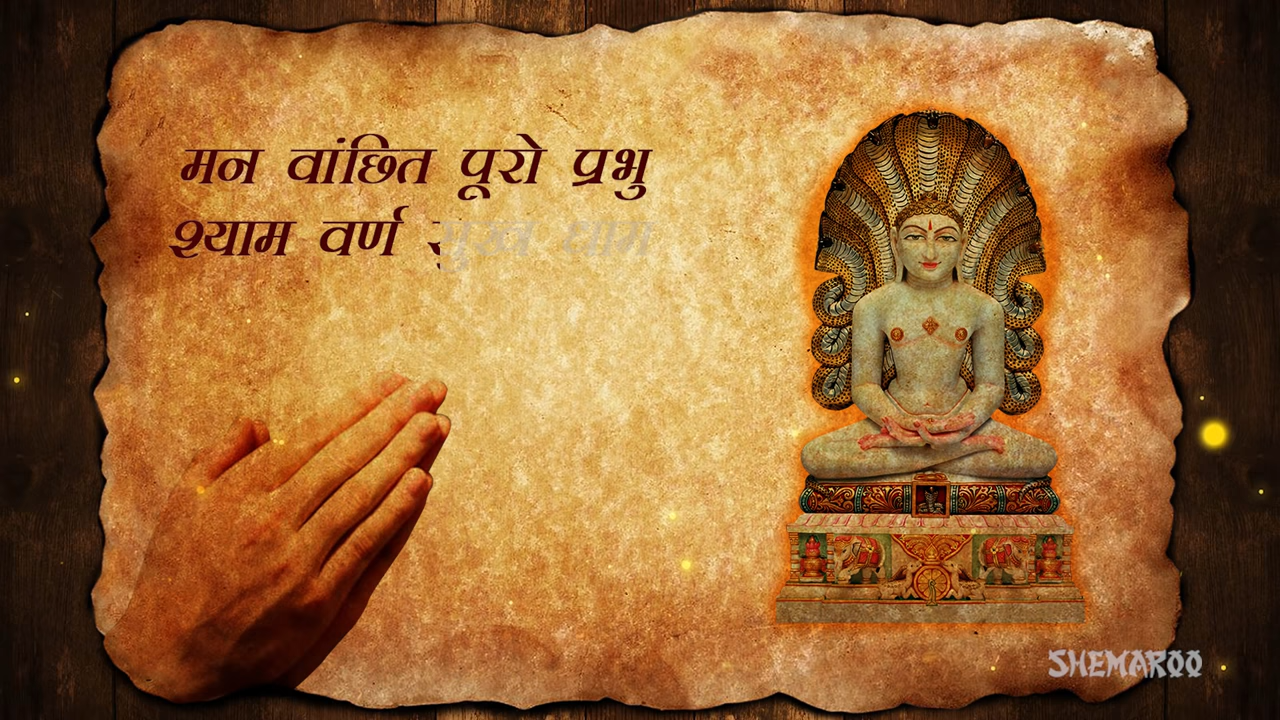 मन वांछित पूरो प्रभु
श्याम वर्ण सुख धाम
SHEMAROO